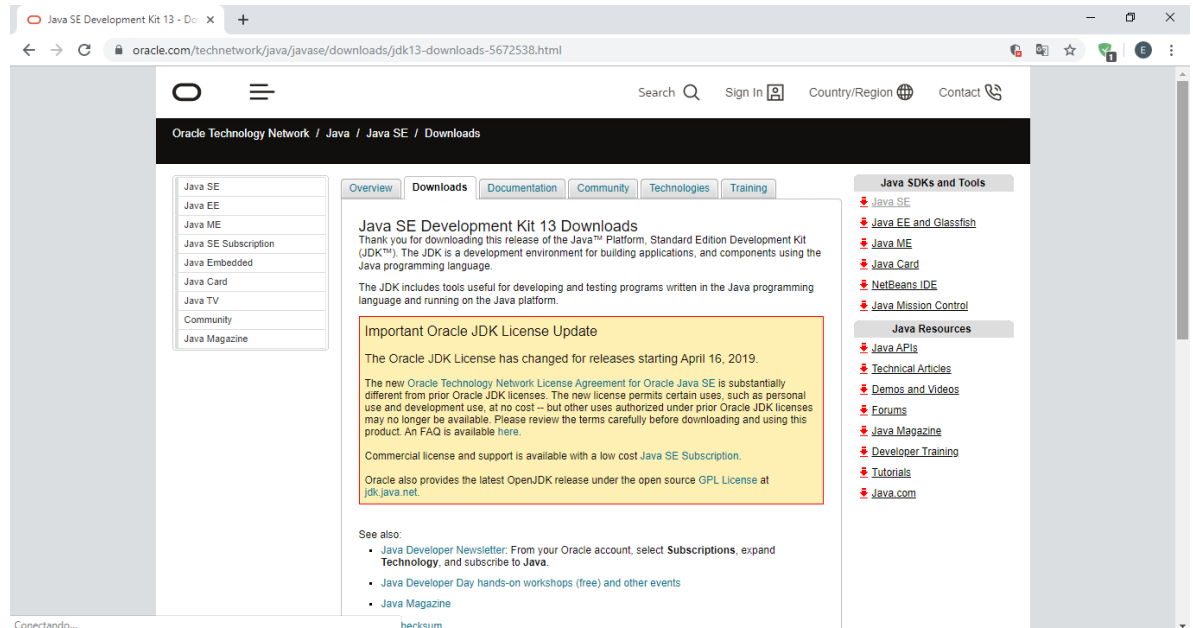 Java SE Development Kit 13 - Do
oracle.com/technetwork/java/javase/downloads/jdk13-downloads-5672538.html
1
E
Search
Sign In
Country/Region
Contact
Oracle Technology Network / Java / Java SE / Downloads
Java SE
Java EE
Java ME
Java SE Subscription
Java Embedded
Java Card
Java TV
Community
Java Magazine
Overview
Downloads
Documentation
Community
Technologies
Training
Java SE Development Kit 13 Downloads
Thank you for downloading this release of the Java™ Platform, Standard Edition Development Kit
(JDK™). The JDK is a development environment for building applications, and components using the
Java programming language.
The JDK includes tools useful for developing and testing programs written in the Java programming
language and running on the Java platform.
Important Oracle JDK License Update
The Oracle JDK License has changed for releases starting April 16, 2019.
The new Oracle Technology Network License Agreement for Oracle Java SE is substantially
different from prior Oracle JDK licenses. The new license permits certain uses, such as personal
use and development use, at no cost -- but other uses authorized under prior Oracle JDK licenses
may no longer be available. Please review the terms carefully before downloading and using this
product. An FAQ is available here.
Commercial license and support is available with a low cost Java SE Subscription.
Oracle also provides the latest OpenJDK release under the open source GPL License at
jdk.java.net.
See also:
Java Developer Newsletter: From your Oracle account, select Subscriptions, expand
Technology, and subscribe to Java.
Java Developer Day hands-on workshops (free) and other events
Java Magazine
hecksum
Java SDKs and Tools
Java SE
Java EE and Glassfish
Java ME
Java Card
NetBeans IDE
Java Mission Control
Java Resources
Java APIs
Technical Articles
Demos and Videos
Forums
Java Magazine
Developer Training
Tutorials
Java.com
Conectando...